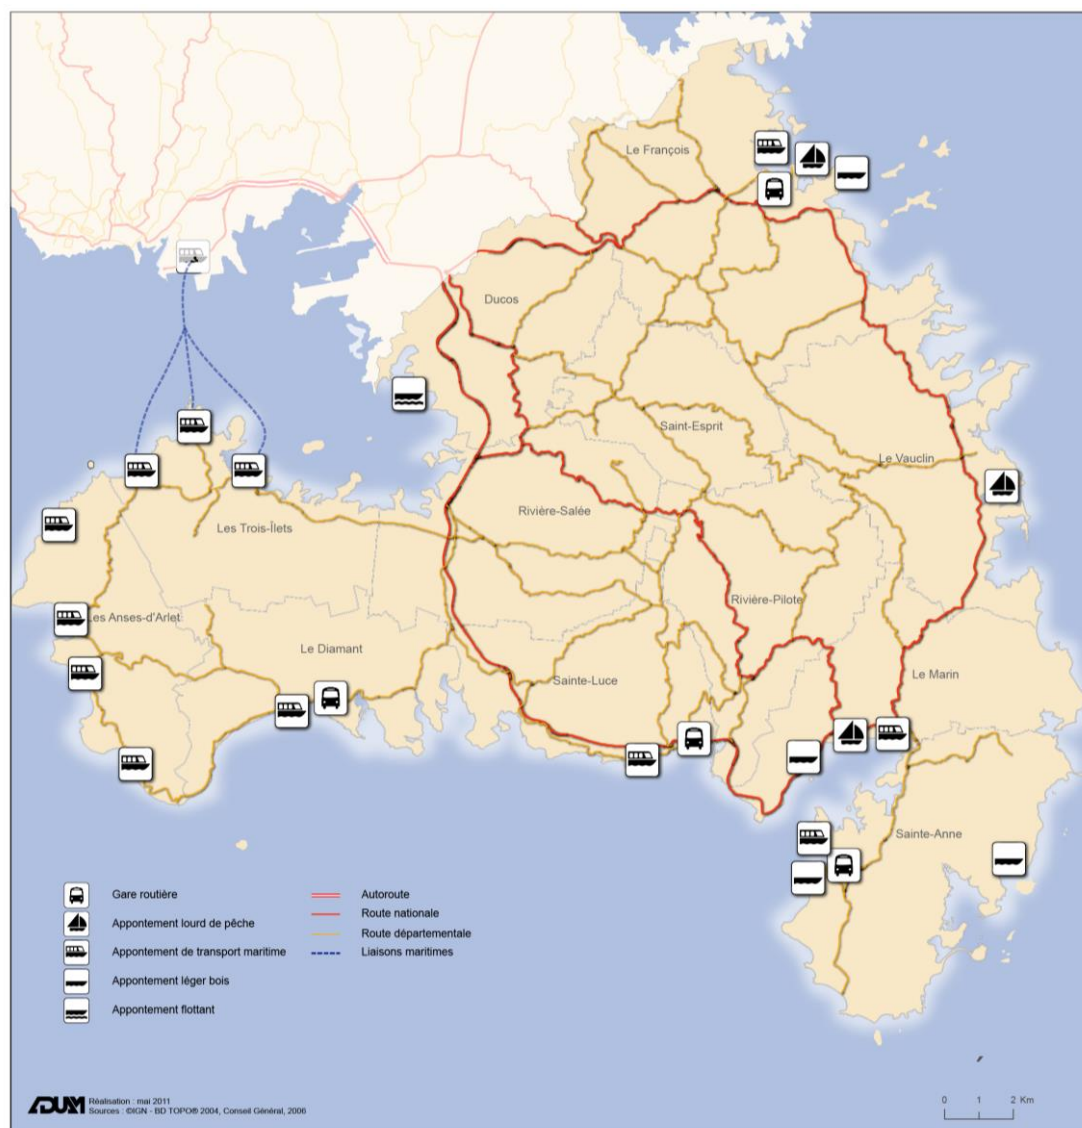 Le François
Ducos
Saint-Esprit
Le Vauclin
Rivière-Salée
Les Trois-Îlets
Rivière-Pilote
Les Anses-d'Arlet
Le Diamant
Sainte-Luce
Le Marin
Sainte-Anne
Gare routière
Appontement lourd de pêche
Appontement de transport maritime
Appontement léger bois
Appontement flottant
Autoroute
Route nationale
Route départementale
Liaisons maritimes
ADUAM
Réalisation : mai 2011
Sources : ©IGN - BD TOPO® 2004, Conseil Général, 2006
0 1 2 Km